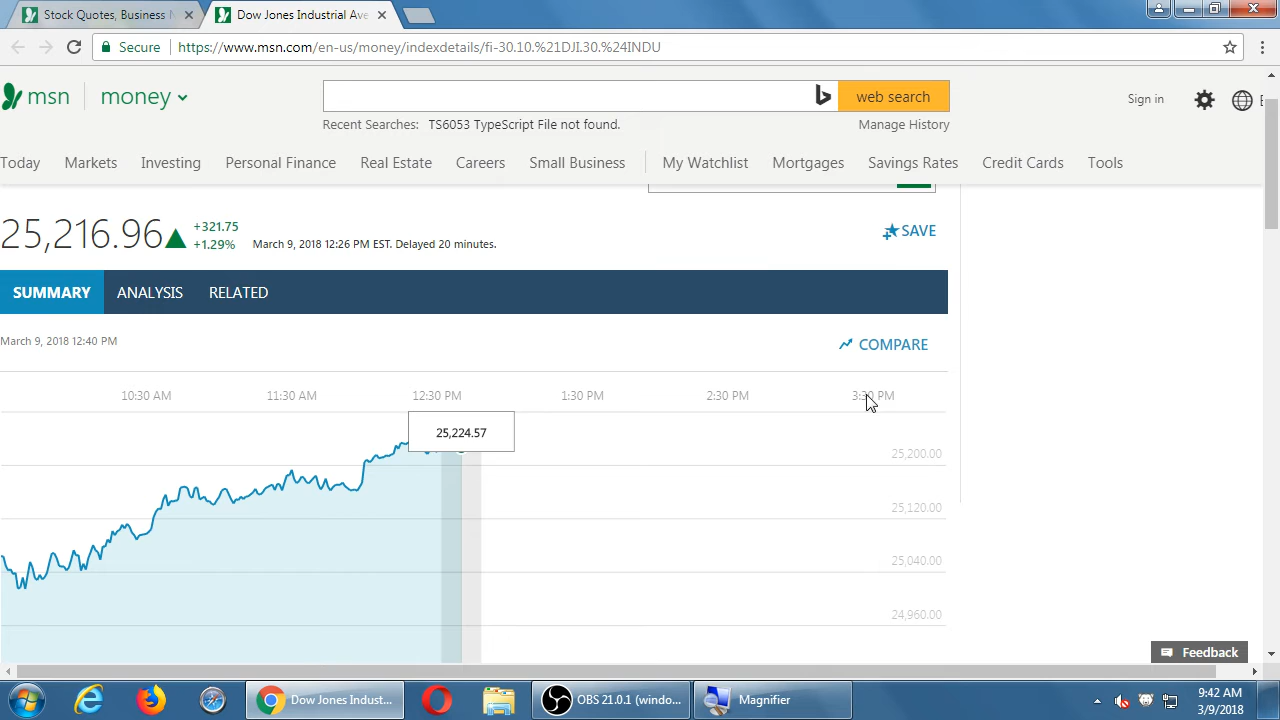 Stock Quotes, Business N
Dow Jones Industrial Ave
Secure https://www.msn.com/en-us/money/indexdetails/fi-30.10.%21DJI.30.%24INDU
msn money
web search
Sign in
Recent Searches: TS6053 TypeScript File not found.
Manage History
Today Markets Investing Personal Finance Real Estate Careers Small Business My Watchlist Mortgages Savings Rates Credit Cards Tools
25,216.96
+321.75
+1.29%
March 9, 2018 12:26 PM EST. Delayed 20 minutes.
SAVE
SUMMARY ANALYSIS RELATED
March 9, 2018 12:40 PM
COMPARE
10:30 AM 11:30 AM 12:30 PM 1:30 PM 2:30 PM 3:30 PM
25,224.57
25,200.00
25,120.00
25,040.00
24,960.00
Feedback
Dow Jones Indust...
OBS 21.0.1 (windo...
Magnifier
9:42 AM
3/9/2018